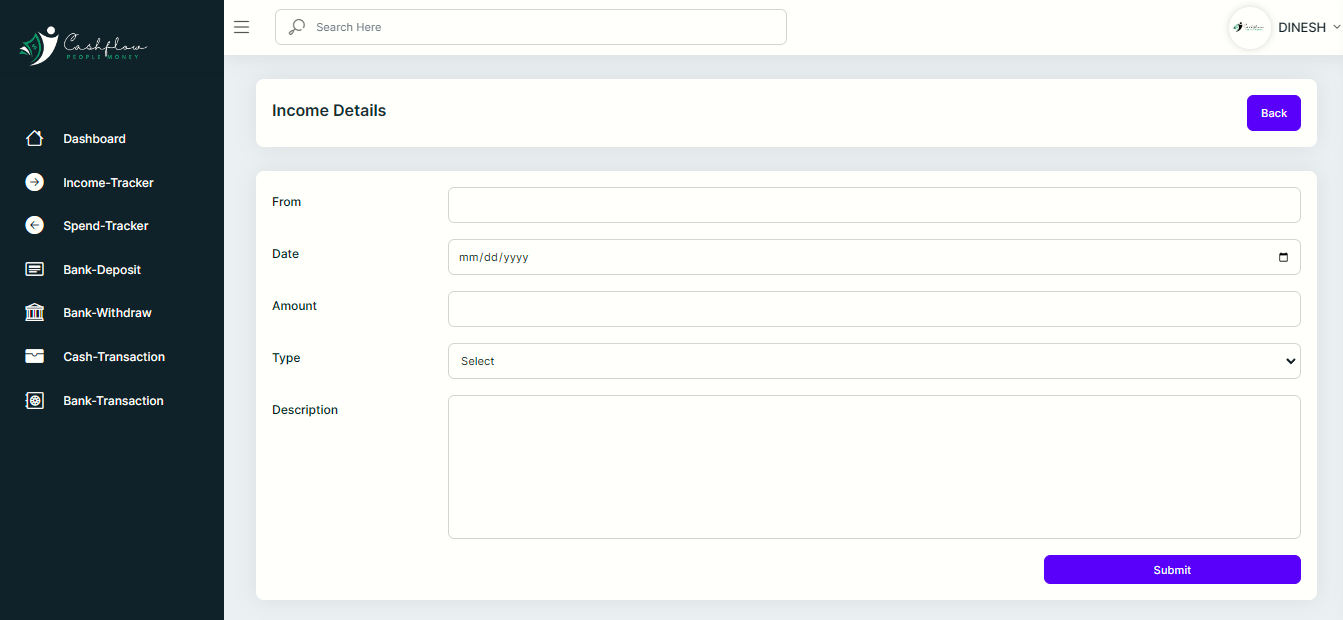 Cashflow
PEOPLE MONEY
Search Here
DINESH
Dashboard
Income-Tracker
Spend-Tracker
Bank-Deposit
Bank-Withdraw
Cash-Transaction
Bank-Transaction
Income Details
Back
From
Date
mm/dd/yyyy
Amount
Type
Select
Description
Submit